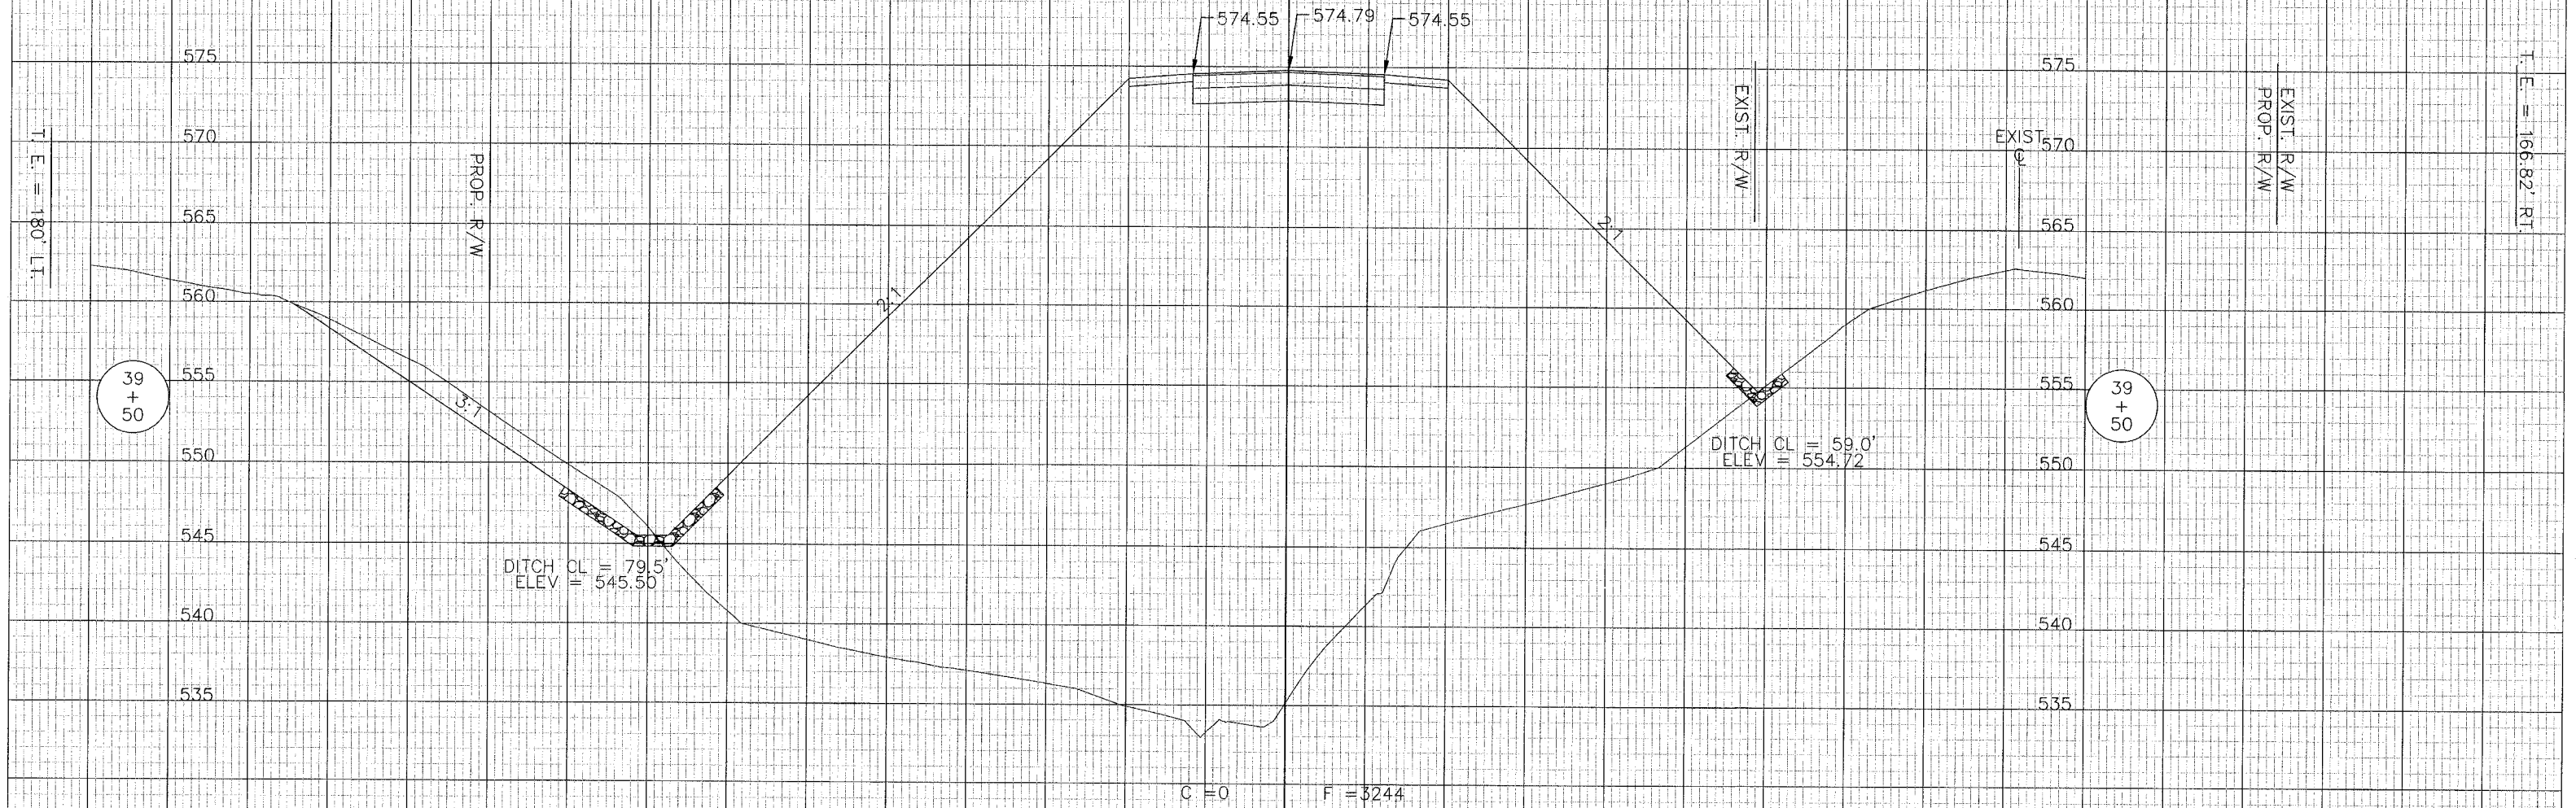 574.55
574.79
574.55
575
575
570
EXIST.
℄
570
565
565
560
560
555
555
550
550
545
545
540
540
535
535
T. E. = 180' LT.
PROP. R/W
EXIST. R/W
EXIST. R/W
PROP. R/W
T. E. = 166.82' RT.
2:1
2:1
3:1
39
+
50
39
+
50
DITCH CL = 59.0'
ELEV = 554.72
DITCH CL = 79.5'
ELEV = 545.50
C =0
F =3244